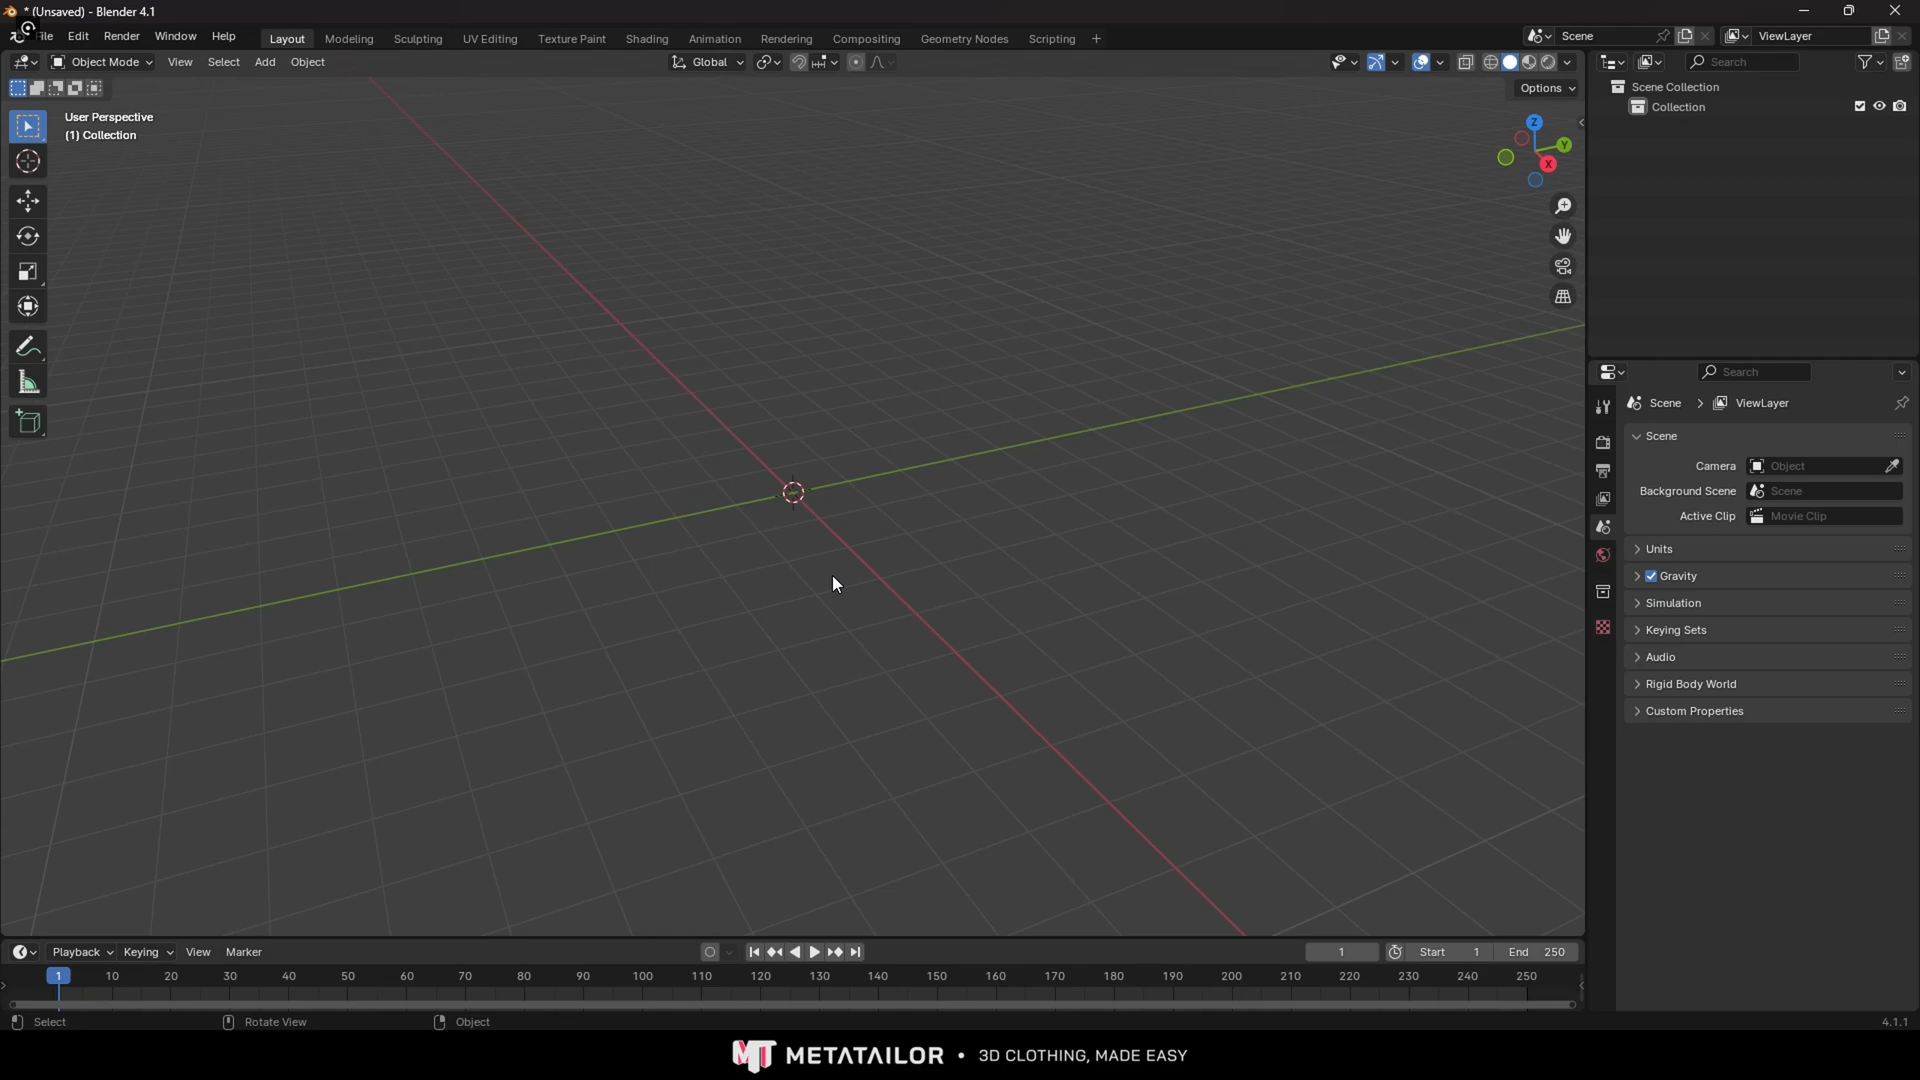 * (Unsaved) - Blender 4.1
File Edit Render Window Help Layout Modeling Sculpting UV Editing Texture Paint Shading Animation Rendering Compositing Geometry Nodes Scripting + Scene ViewLayer
Object Mode View Select Add Object Global Search
Options
User Perspective
(1) Collection
Z
Y
X
Scene Collection
Collection
Search
Scene > ViewLayer
Scene
Camera Object
Background Scene Scene
Active Clip Movie Clip
Units
Gravity
Simulation
Keying Sets
Audio
Rigid Body World
Custom Properties
Playback Keying View Marker 1 Start 1 End 250
1 10 20 30 40 50 60 70 80 90 100 110 120 130 140 150 160 170 180 190 200 210 220 230 240 250
Select Rotate View Object 4.1.1
MT METATAILOR • 3D CLOTHING, MADE EASY